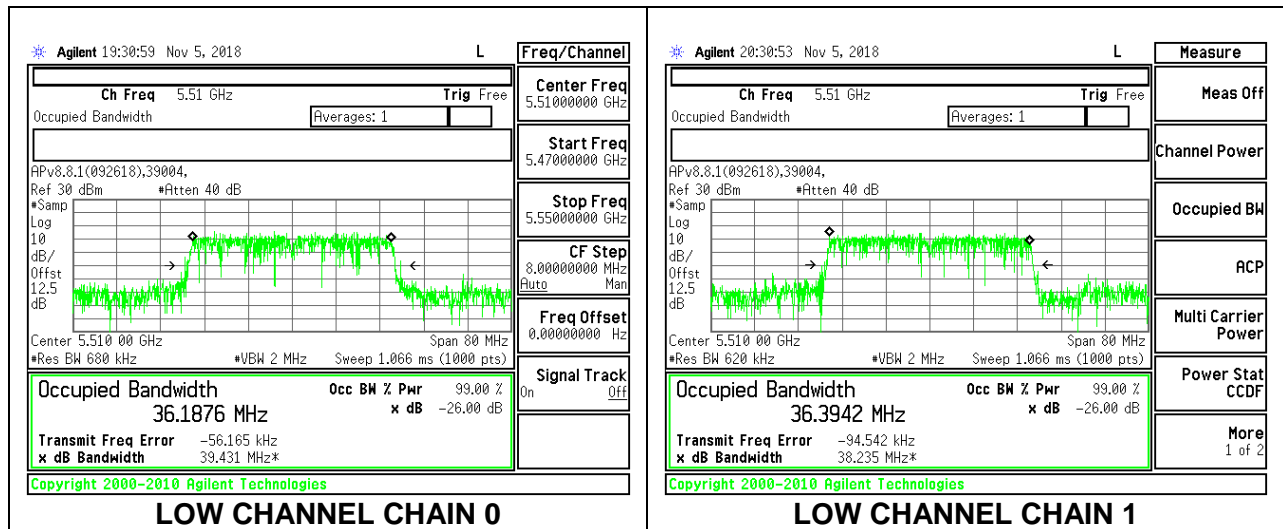 Agilent 19:30:59 Nov 5, 2018 L Freq/Channel
Ch Freq 5.51 GHz Trig Free
Occupied Bandwidth Averages: 1
APv8.8.1(092618),39004,
Ref 30 dBm #Atten 40 dB
#Samp
Log
10
dB/
Offst
12.5
dB
Center 5.510 00 GHz Span 80 MHz
#Res BW 680 kHz #VBW 2 MHz Sweep 1.066 ms (1000 pts)
Occupied Bandwidth Occ BW % Pwr 99.00 %
36.1876 MHz x dB -26.00 dB
Transmit Freq Error -56.165 kHz
x dB Bandwidth 39.431 MHz*
Copyright 2000-2010 Agilent Technologies
Center Freq
5.51000000 GHz
Start Freq
5.47000000 GHz
Stop Freq
5.55000000 GHz
CF Step
8.00000000 MHz
Auto Man
Freq Offset
0.00000000 Hz
Signal Track
On Off
LOW CHANNEL CHAIN 0
Agilent 20:30:53 Nov 5, 2018 L Measure
Ch Freq 5.51 GHz Trig Free
Occupied Bandwidth Averages: 1
APv8.8.1(092618),39004,
Ref 30 dBm #Atten 40 dB
#Samp
Log
10
dB/
Offst
12.5
dB
Center 5.510 00 GHz Span 80 MHz
#Res BW 620 kHz #VBW 2 MHz Sweep 1.066 ms (1000 pts)
Occupied Bandwidth Occ BW % Pwr 99.00 %
36.3942 MHz x dB -26.00 dB
Transmit Freq Error -94.542 kHz
x dB Bandwidth 38.235 MHz*
Copyright 2000-2010 Agilent Technologies
Meas Off
Channel Power
Occupied BW
ACP
Multi Carrier
Power
Power Stat
CCDF
More
1 of 2
LOW CHANNEL CHAIN 1